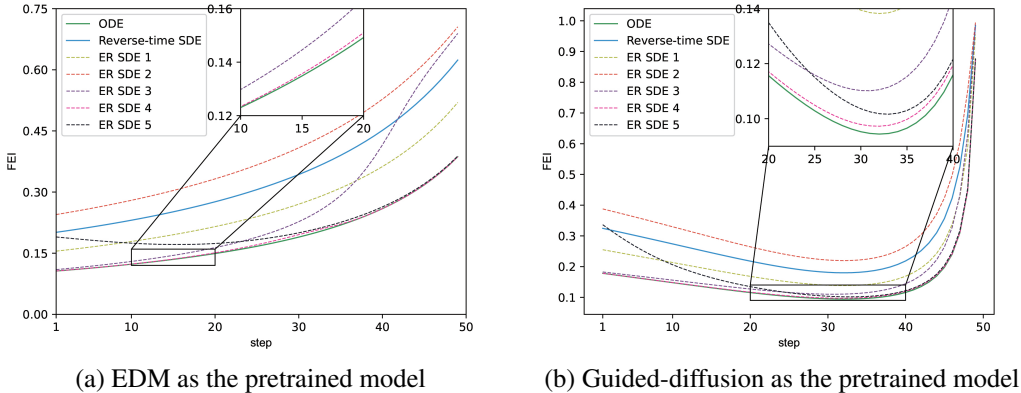 0.75
0.60
0.45
0.30
0.15
0.00
FEI
ODE
Reverse-time SDE
ER SDE 1
ER SDE 2
ER SDE 3
ER SDE 4
ER SDE 5
0.16
0.14
0.12
10
15
20
1
10
20
30
40
50
step
(a) EDM as the pretrained model
1.0
0.9
0.8
0.7
0.6
0.5
0.4
0.3
0.2
0.1
FEI
ODE
Reverse-time SDE
ER SDE 1
ER SDE 2
ER SDE 3
ER SDE 4
ER SDE 5
0.14
0.12
0.10
20
25
30
35
40
1
10
20
30
40
50
step
(b) Guided-diffusion as the pretrained model